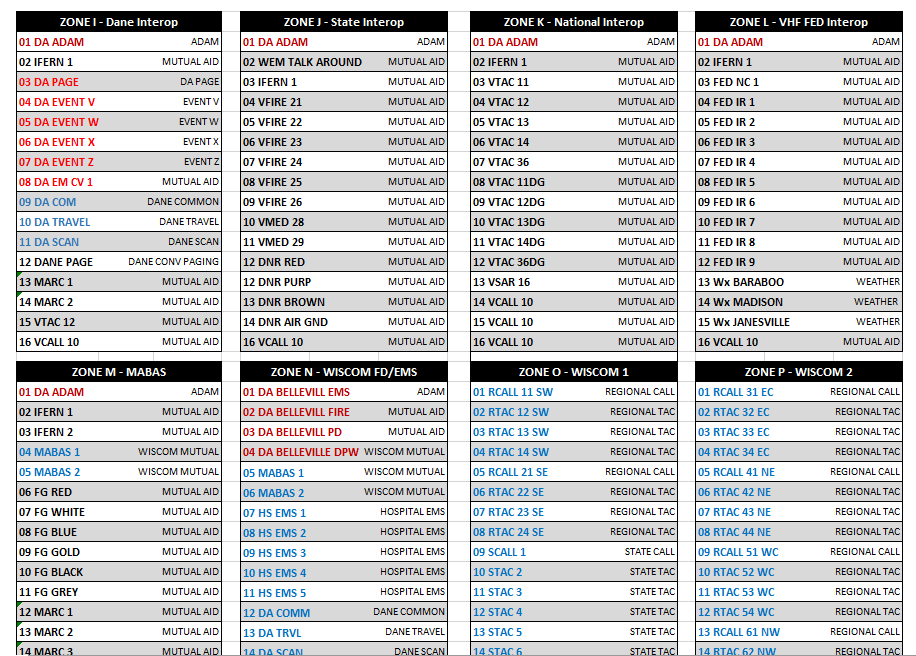 ZONE I - Dane Interop
01 DA ADAM ADAM
02 IFERN 1 MUTUAL AID
03 DA PAGE DA PAGE
04 DA EVENT V EVENT V
05 DA EVENT W EVENT W
06 DA EVENT X EVENT X
07 DA EVENT Z EVENT Z
08 DA EM CV 1 MUTUAL AID
09 DA COM DANE COMMON
10 DA TRAVEL DANE TRAVEL
11 DA SCAN DANE SCAN
12 DANE PAGE DANE CONV PAGING
13 MARC 1 MUTUAL AID
14 MARC 2 MUTUAL AID
15 VTAC 12 MUTUAL AID
16 VCALL 10 MUTUAL AID
ZONE J - State Interop
01 DA ADAM ADAM
02 WEM TALK AROUND MUTUAL AID
03 IFERN 1 MUTUAL AID
04 VFIRE 21 MUTUAL AID
05 VFIRE 22 MUTUAL AID
06 VFIRE 23 MUTUAL AID
07 VFIRE 24 MUTUAL AID
08 VFIRE 25 MUTUAL AID
09 VFIRE 26 MUTUAL AID
10 VMED 28 MUTUAL AID
11 VMED 29 MUTUAL AID
12 DNR RED MUTUAL AID
12 DNR PURP MUTUAL AID
13 DNR BROWN MUTUAL AID
14 DNR AIR GND MUTUAL AID
16 VCALL 10 MUTUAL AID
ZONE K - National Interop
01 DA ADAM ADAM
02 IFERN 1 MUTUAL AID
03 VTAC 11 MUTUAL AID
04 VTAC 12 MUTUAL AID
05 VTAC 13 MUTUAL AID
06 VTAC 14 MUTUAL AID
07 VTAC 36 MUTUAL AID
08 VTAC 11DG MUTUAL AID
09 VTAC 12DG MUTUAL AID
10 VTAC 13DG MUTUAL AID
11 VTAC 14DG MUTUAL AID
12 VTAC 36DG MUTUAL AID
13 VSAR 16 MUTUAL AID
14 VCALL 10 MUTUAL AID
15 VCALL 10 MUTUAL AID
16 VCALL 10 MUTUAL AID
ZONE L - VHF FED Interop
01 DA ADAM ADAM
02 IFERN 1 MUTUAL AID
03 FED NC 1 MUTUAL AID
04 FED IR 1 MUTUAL AID
05 FED IR 2 MUTUAL AID
06 FED IR 3 MUTUAL AID
07 FED IR 4 MUTUAL AID
08 FED IR 5 MUTUAL AID
09 FED IR 6 MUTUAL AID
10 FED IR 7 MUTUAL AID
11 FED IR 8 MUTUAL AID
12 FED IR 9 MUTUAL AID
13 Wx BARABOO WEATHER
14 Wx MADISON WEATHER
15 Wx JANESVILLE WEATHER
16 VCALL 10 MUTUAL AID
ZONE M - MABAS
01 DA ADAM ADAM
02 IFERN 1 MUTUAL AID
03 IFERN 2 MUTUAL AID
04 MABAS 1 WISCOM MUTUAL
05 MABAS 2 WISCOM MUTUAL
06 FG RED MUTUAL AID
07 FG WHITE MUTUAL AID
08 FG BLUE MUTUAL AID
09 FG GOLD MUTUAL AID
10 FG BLACK MUTUAL AID
11 FG GREY MUTUAL AID
12 MARC 1 MUTUAL AID
13 MARC 2 MUTUAL AID
14 MARC 3 MUTUAL AID
ZONE N - WISCOM FD/EMS
01 DA BELLEVILL EMS ADAM
02 DA BELLEVILL FIRE MUTUAL AID
03 DA BELLEVILL PD MUTUAL AID
04 DA BELLEVILLE DPW WISCOM MUTUAL
05 MABAS 1 WISCOM MUTUAL
06 MABAS 2 WISCOM MUTUAL
07 HS EMS 1 HOSPITAL EMS
08 HS EMS 2 HOSPITAL EMS
09 HS EMS 3 HOSPITAL EMS
10 HS EMS 4 HOSPITAL EMS
11 HS EMS 5 HOSPITAL EMS
12 DA COMM DANE COMMON
13 DA TRVL DANE TRAVEL
14 DA SCAN DANE SCAN
ZONE O - WISCOM 1
01 RCALL 11 SW REGIONAL CALL
02 RTAC 12 SW REGIONAL TAC
03 RTAC 13 SW REGIONAL TAC
04 RTAC 14 SW REGIONAL TAC
05 RCALL 21 SE REGIONAL CALL
06 RTAC 22 SE REGIONAL TAC
07 RTAC 23 SE REGIONAL TAC
08 RTAC 24 SE REGIONAL TAC
09 SCALL 1 STATE CALL
10 STAC 2 STATE TAC
11 STAC 3 STATE TAC
12 STAC 4 STATE TAC
13 STAC 5 STATE TAC
14 STAC 6 STATE TAC
ZONE P - WISCOM 2
01 RCALL 31 EC REGIONAL CALL
02 RTAC 32 EC REGIONAL TAC
03 RTAC 33 EC REGIONAL TAC
04 RTAC 34 EC REGIONAL TAC
05 RCALL 41 NE REGIONAL CALL
06 RTAC 42 NE REGIONAL TAC
07 RTAC 43 NE REGIONAL TAC
08 RTAC 44 NE REGIONAL TAC
09 RCALL 51 WC REGIONAL CALL
10 RTAC 52 WC REGIONAL TAC
11 RTAC 53 WC REGIONAL TAC
12 RTAC 54 WC REGIONAL TAC
13 RCALL 61 NW REGIONAL CALL
14 RTAC 62 NW REGIONAL TAC